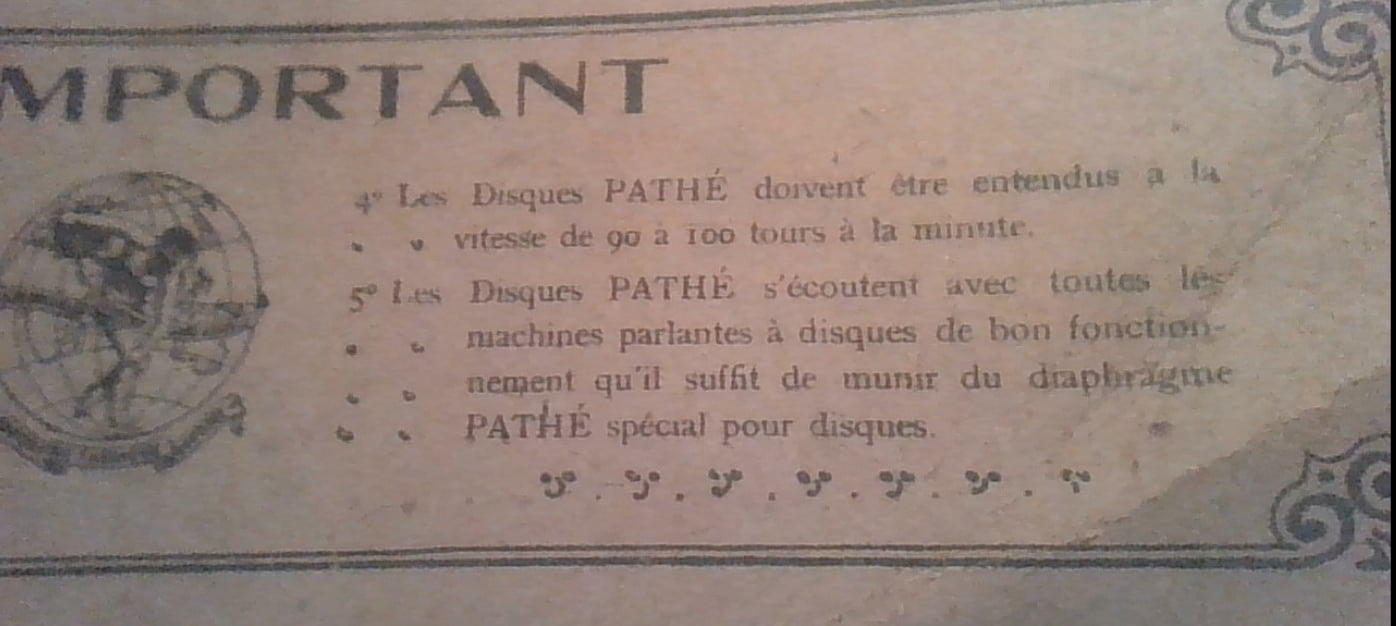 MPORTANT
4° Les Disques PATHÉ doivent être entendus a la
vitesse de 90 à 100 tours à la minute.
5° Les Disques PATHÉ s'écoutent avec toutes les
machines parlantes à disques de bon fonction-
nement qu'il suffit de munir du diaphragme
PATHÉ spécial pour disques.